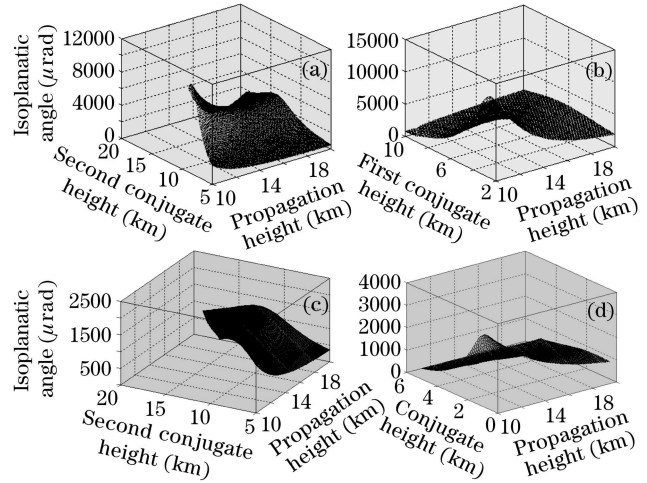 12000
8000
4000
0
Isoplanatic
angle (μrad)
(a)
20
15
10
5
Second conjugate
height (km)
10
14
18
Propagation
height (km)
15000
10000
5000
0
(b)
10
6
2
First conjugate
height (km)
10
14
18
Propagation
height (km)
2500
1500
500
Isoplanatic
angle (μrad)
(c)
20
15
10
5
Second conjugate
height (km)
10
14
18
Propagation
height (km)
4000
3000
2000
1000
0
(d)
6
4
2
0
Conjugate
height (km)
10
14
18
Propagation
height (km)